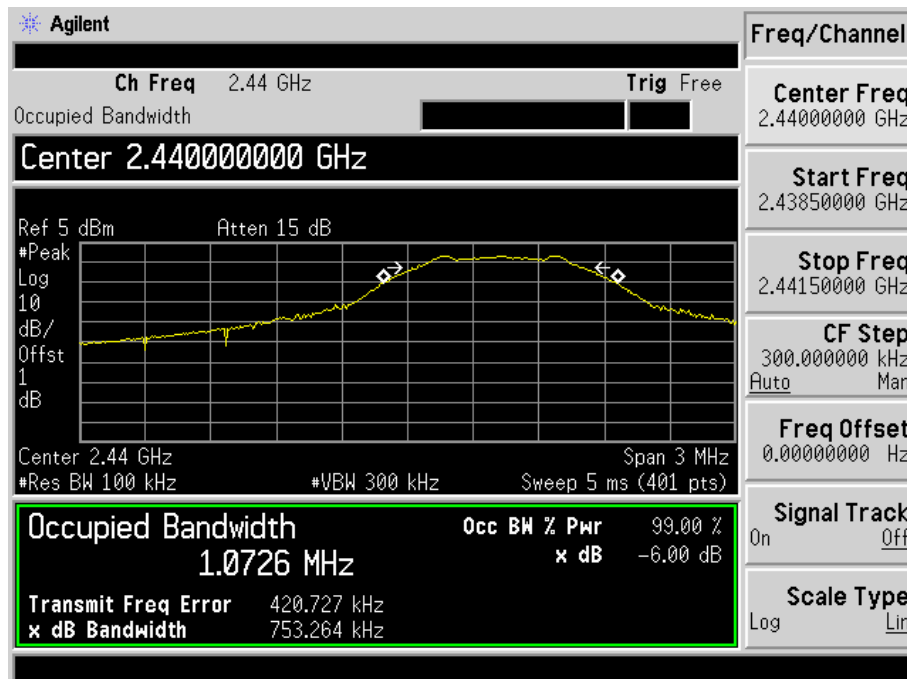 Agilent
Ch Freq 2.44 GHz Trig Free
Occupied Bandwidth
Center 2.440000000 GHz
Ref 5 dBm Atten 15 dB
#Peak
Log
10
dB/
Offst
1
dB
Center 2.44 GHz Span 3 MHz
#Res BW 100 kHz #VBW 300 kHz Sweep 5 ms (401 pts)
Occupied Bandwidth
1.0726 MHz
Occ BW % Pwr 99.00 %
x dB -6.00 dB
Transmit Freq Error 420.727 kHz
x dB Bandwidth 753.264 kHz
Freq/Channel
Center Freq
2.44000000 GHz
Start Freq
2.43850000 GHz
Stop Freq
2.44150000 GHz
CF Step
300.000000 kHz
Auto Man
Freq Offset
0.00000000 Hz
Signal Track
On Off
Scale Type
Log Lin